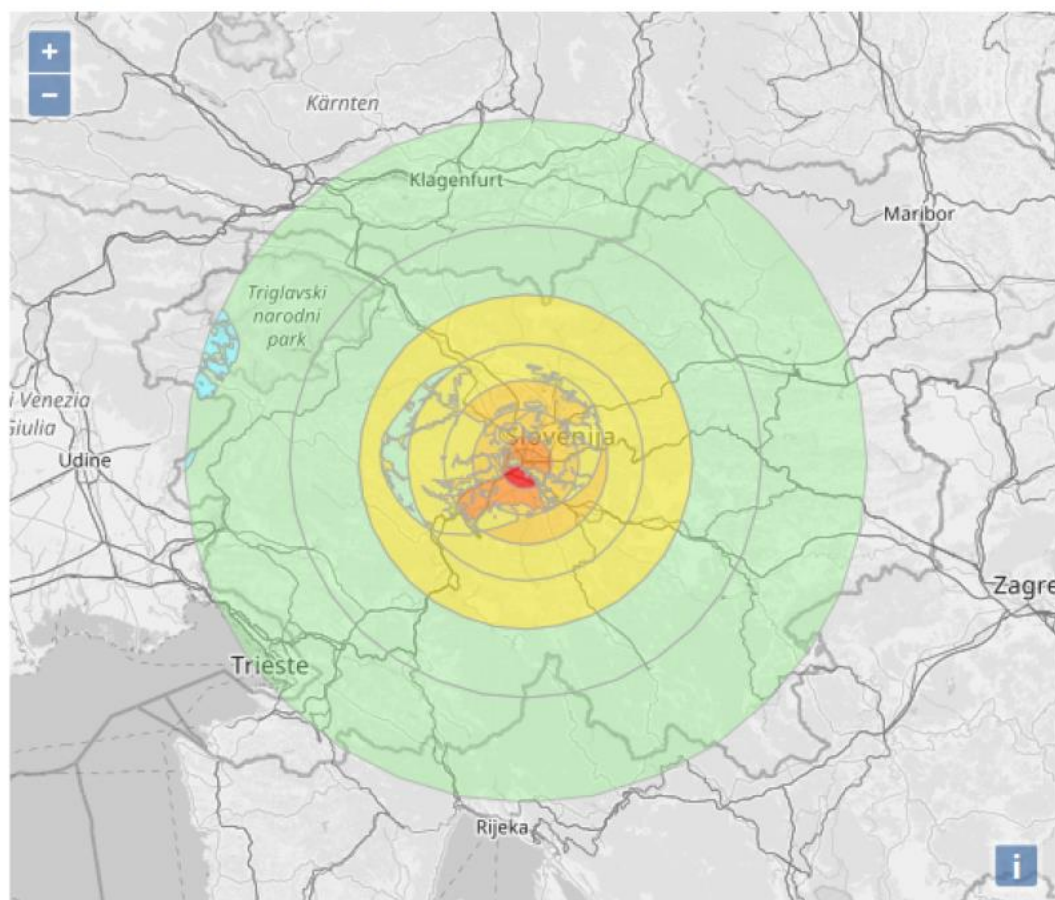 +
−
Kärnten
Klagenfurt
Maribor
Triglavski
narodni
park
i Venezia
Giulia
Slovenija
Udine
Zagre
Trieste
Rijeka
i